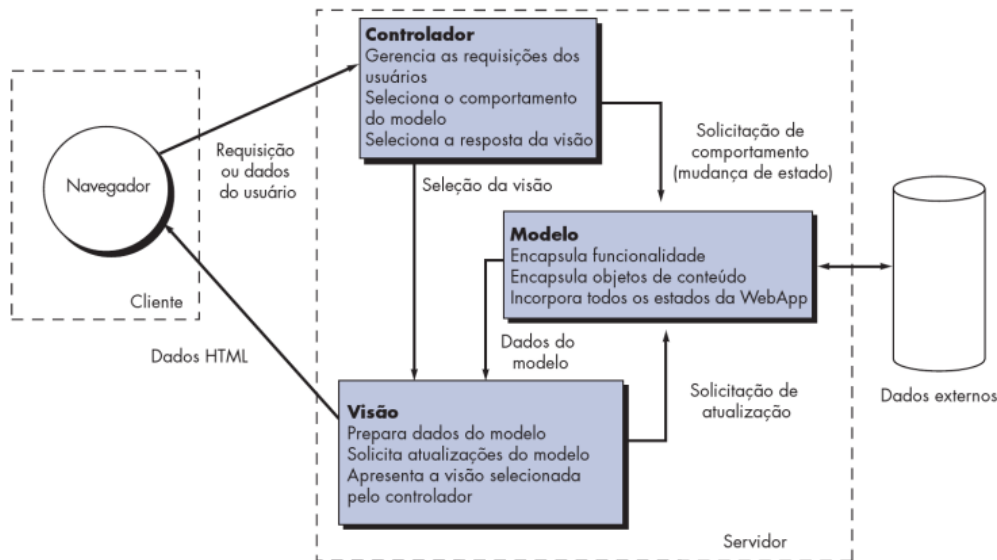 Controlador
Gerencia as requisições dos
usuários
Seleciona o comportamento
do modelo
Seleciona a resposta da visão
Navegador
Cliente
Requisição
ou dados
do usuário
Seleção da visão
Solicitação de
comportamento
(mudança de estado)
Modelo
Encapsula funcionalidade
Encapsula objetos de conteúdo
Incorpora todos os estados da WebApp
Dados HTML
Dados do
modelo
Solicitação de
atualização
Dados externos
Visão
Prepara dados do modelo
Solicita atualizações do modelo
Apresenta a visão selecionada
pelo controlador
Servidor